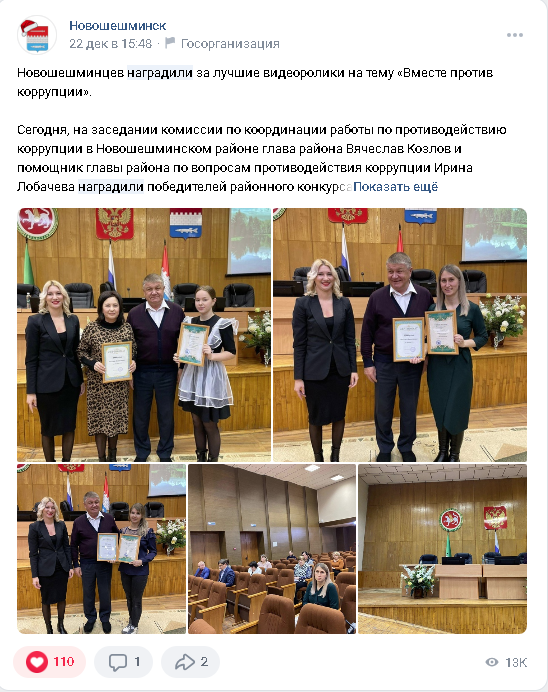 Новошешминск
22 дек в 15:48 · Госорганизация
Новошешминцев наградили за лучшие видеоролики на тему «Вместе против
коррупции».
Сегодня, на заседании комиссии по координации работы по противодействию
коррупции в Новошешминском районе глава района Вячеслав Козлов и
помощник главы района по вопросам противодействия коррупции Ирина
Лобачева наградили победителей районного конкурса Показать ещё
110
1
2
13K